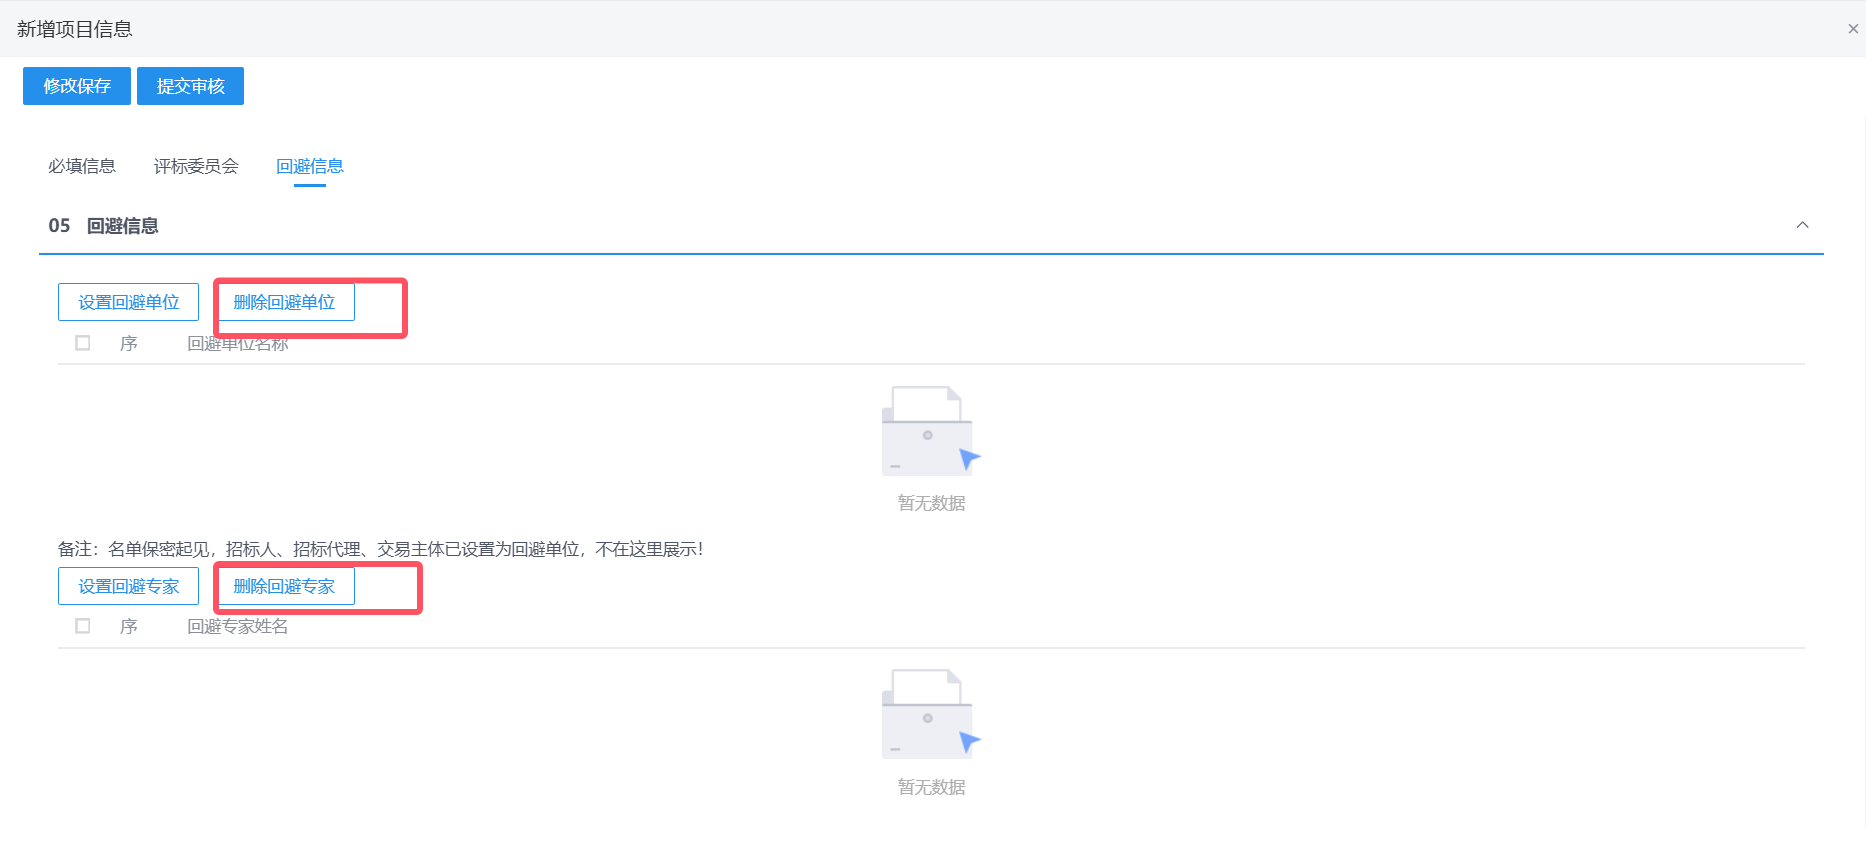 新增项目信息
修改保存 提交审核
必填信息 评标委员会 回避信息
05 回避信息
设置回避单位 删除回避单位
序 回避单位名称
暂无数据
备注：名单保密起见，招标人、招标代理、交易主体已设置为回避单位，不在这里展示！
设置回避专家 删除回避专家
序 回避专家姓名
暂无数据